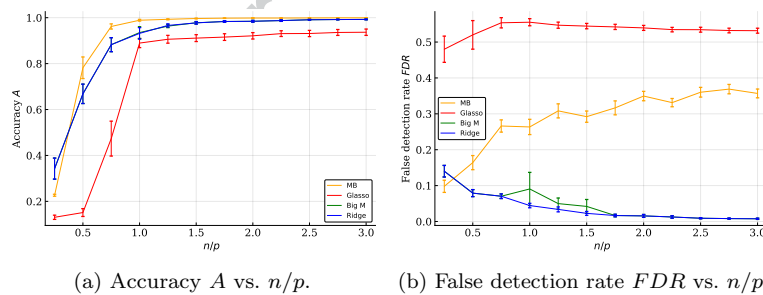 1.0
0.8
0.6
0.4
0.2
Accuracy A
MB
Glasso
Big M
Ridge
0.5 1.0 1.5 2.0 2.5 3.0
n/p
(a) Accuracy A vs. n/p.
0.5
0.4
0.3
0.2
0.1
0.0
False detection rate FDR
MB
Glasso
Big M
Ridge
0.5 1.0 1.5 2.0 2.5 3.0
n/p
(b) False detection rate FDR vs. n/p